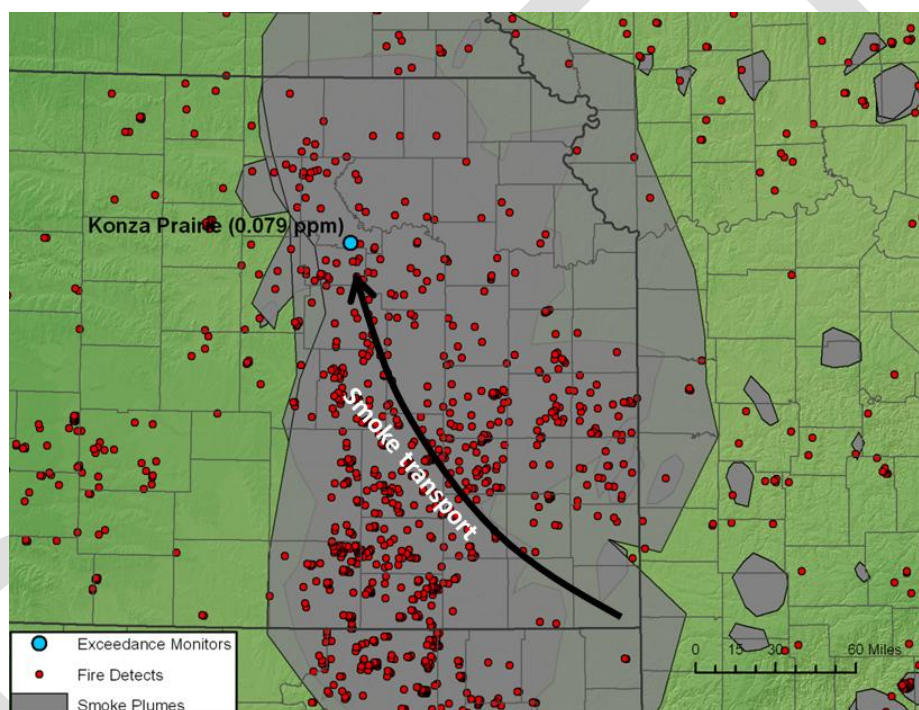 Konza Prairie (0.079 ppm)
Smoke transport
Exceedance Monitors
Fire Detects
Smoke Plumes
0 15 30 60 Miles